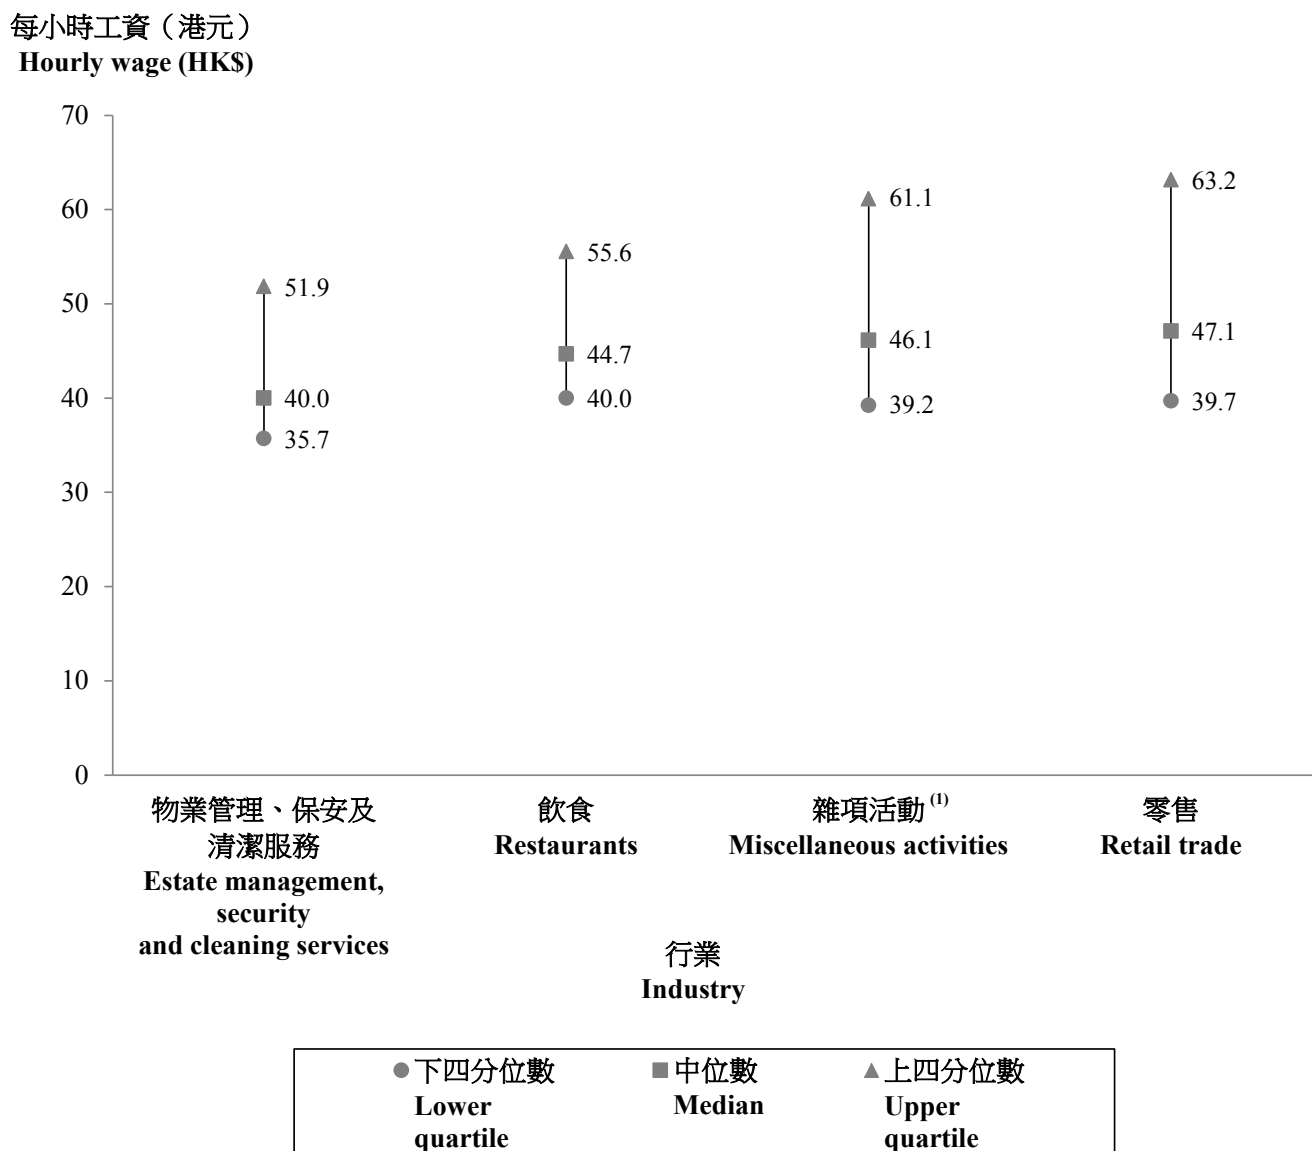 每小時工資（港元）
Hourly wage (HK$)
70
60
50
40
30
20
10
0
51.9
40.0
35.7
55.6
44.7
40.0
61.1
46.1
39.2
63.2
47.1
39.7
物業管理、保安及
清潔服務
Estate management,
security
and cleaning services
飲食
Restaurants
雜項活動 (1)
Miscellaneous activities
零售
Retail trade
行業
Industry
下四分位數
Lower
quartile
中位數
Median
上四分位數
Upper
quartile